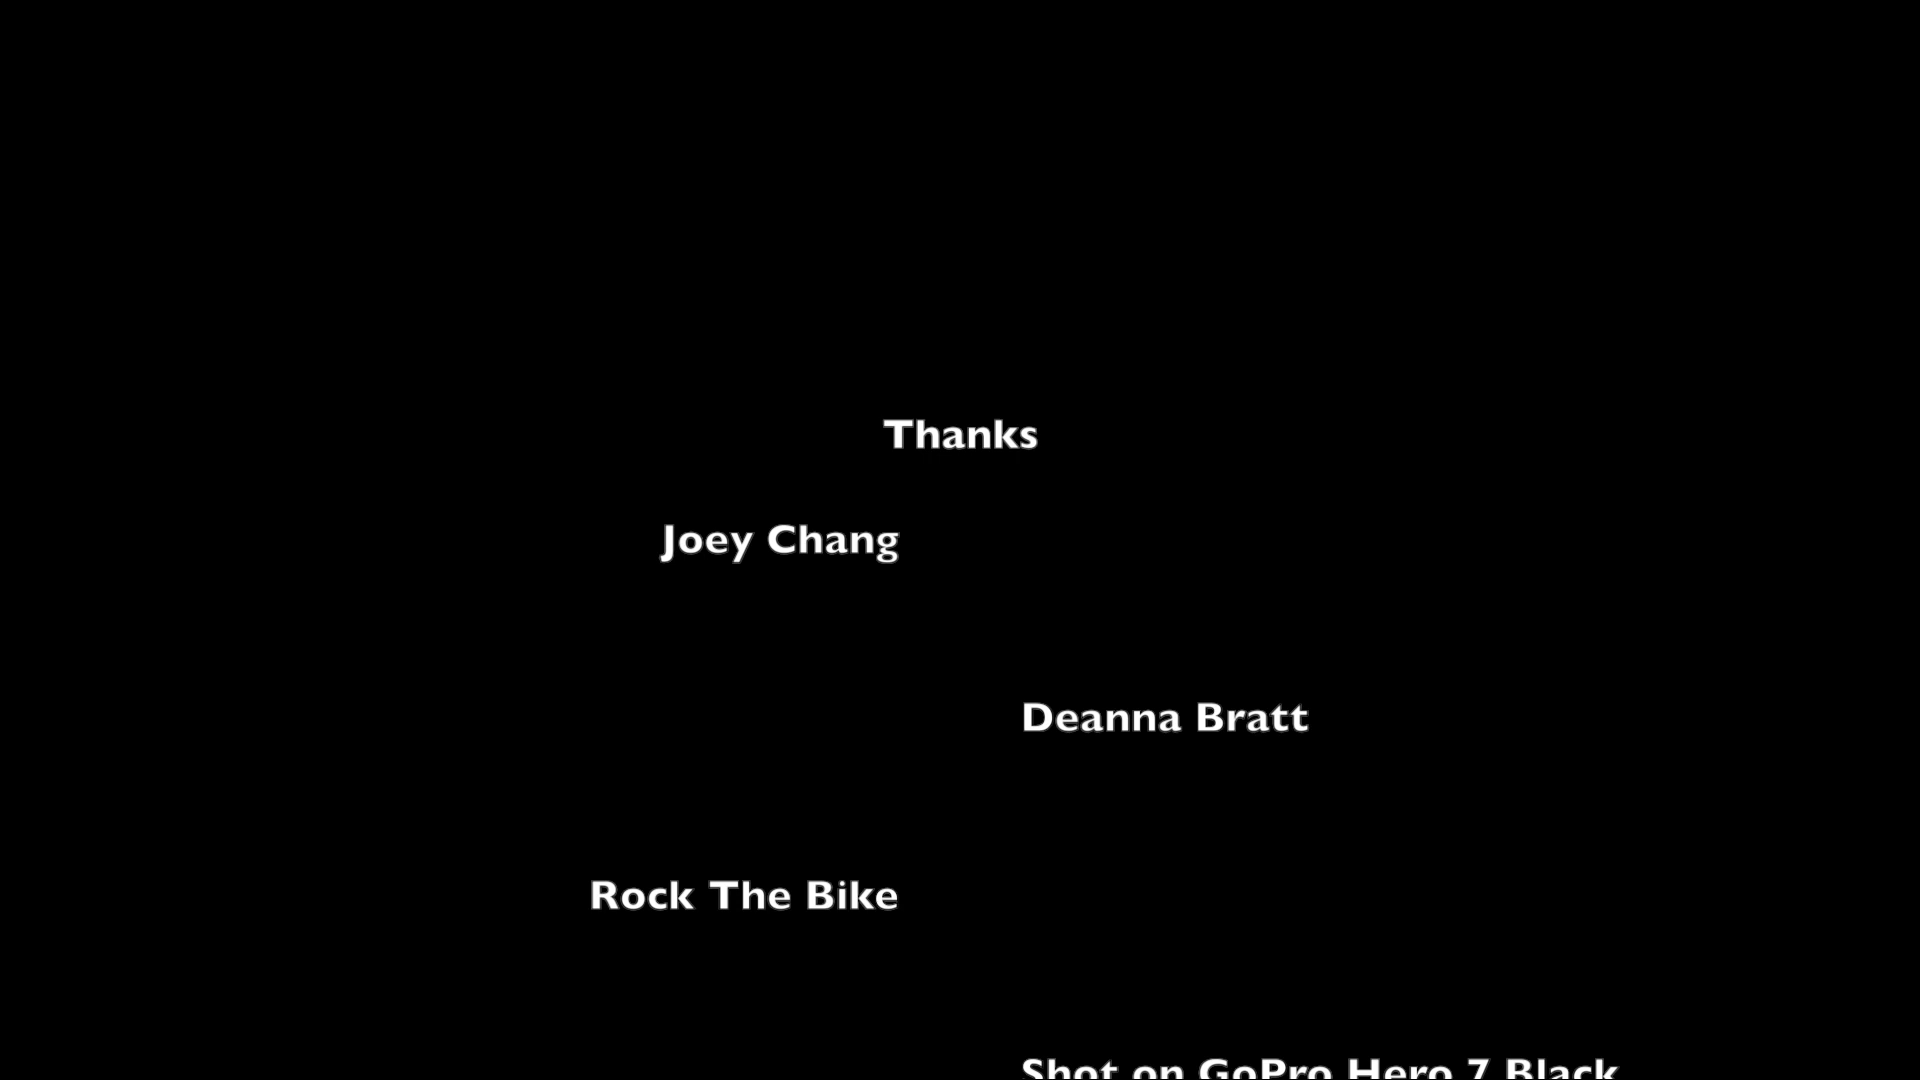 Thanks
Joey Chang
Deanna Bratt
Rock The Bike
Shot on GoPro Hero 7 Black